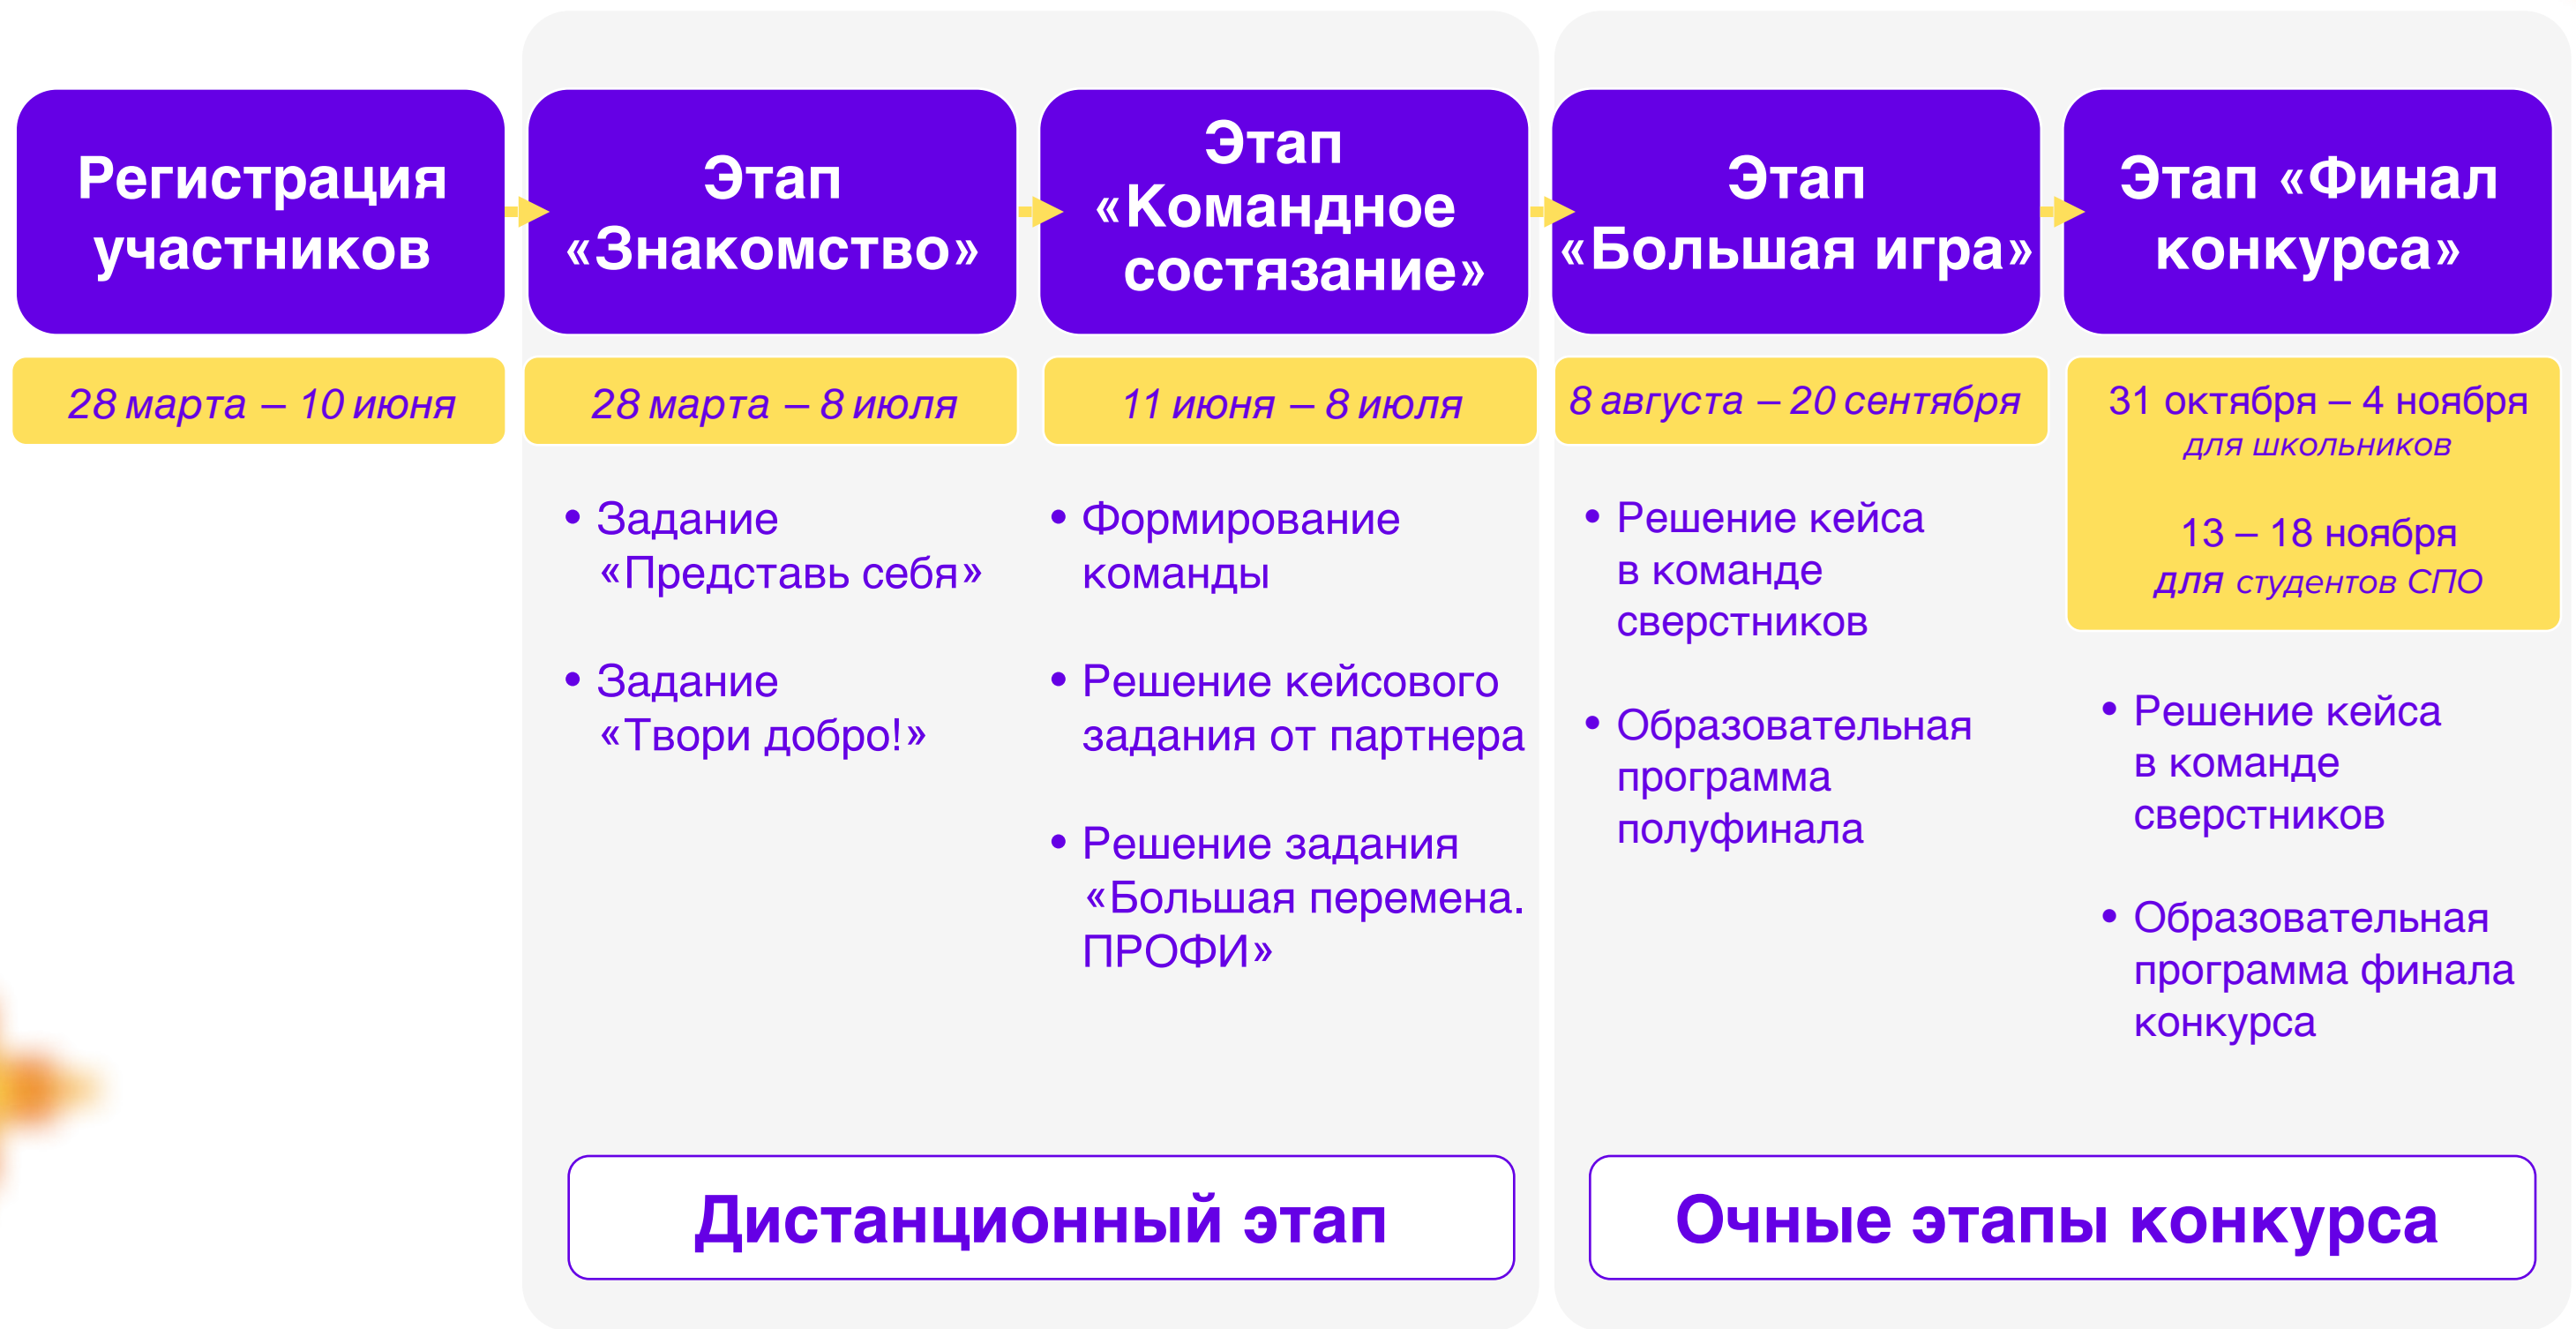 Регистрация
участников
28 марта – 10 июня
Этап
«Знакомство»
28 марта – 8 июля
• Задание
«Представь себя»
• Задание
«Твори добро!»
Этап
«Командное
состязание»
11 июня – 8 июля
• Формирование
команды
• Решение кейсового
задания от партнера
• Решение задания
«Большая перемена.
ПРОФИ»
Дистанционный этап
Этап
«Большая игра»
8 августа – 20 сентября
• Решение кейса
в команде
сверстников
• Образовательная
программа
полуфинала
Этап «Финал
конкурса»
31 октября – 4 ноября
для школьников
13 – 18 ноября
для студентов СПО
• Решение кейса
в команде
сверстников
• Образовательная
программа финала
конкурса
Очные этапы конкурса